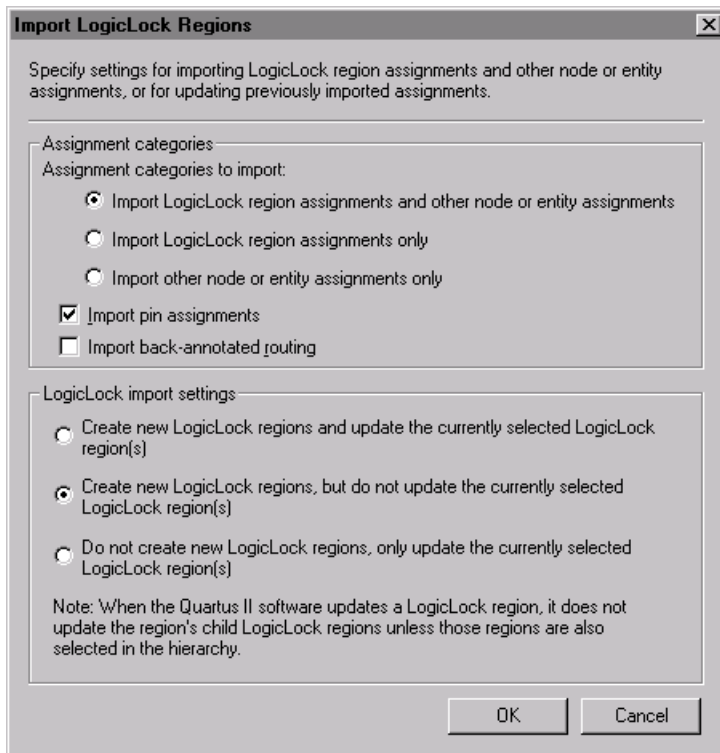 Import LogicLock Regions
Specify settings for importing LogicLock region assignments and other node or entity
assignments, or for updating previously imported assignments.
Assignment categories
Assignment categories to import:
Import LogicLock region assignments and other node or entity assignments
Import LogicLock region assignments only
Import other node or entity assignments only
Import pin assignments
Import back-annotated routing
LogicLock import settings
Create new LogicLock regions and update the currently selected LogicLock
region(s)
Create new LogicLock regions, but do not update the currently selected
LogicLock region(s)
Do not create new LogicLock regions, only update the currently selected
LogicLock region(s)
Note: When the Quartus II software updates a LogicLock region, it does not
update the region's child LogicLock regions unless those regions are also
selected in the hierarchy.
OK
Cancel